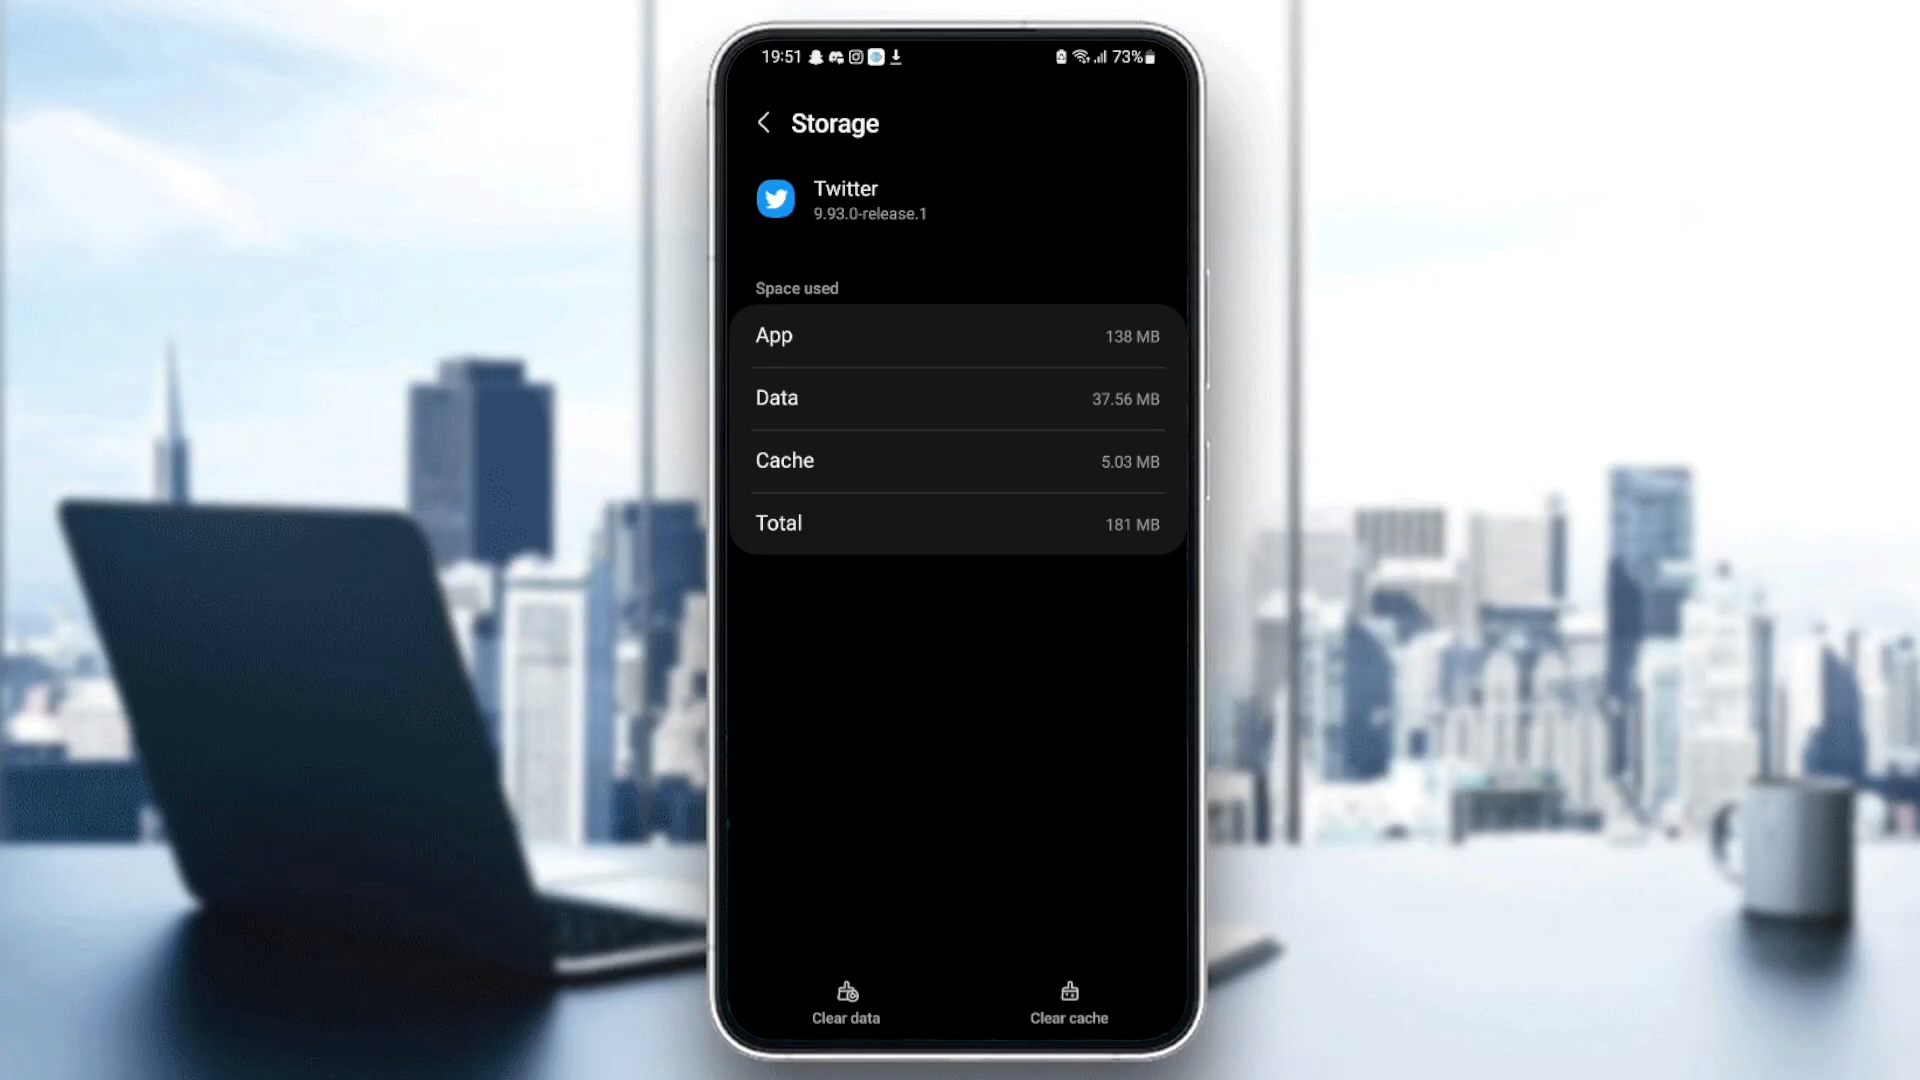 19:51 73%
Storage
Twitter
9.93.0-release.1
Space used
App 138 MB
Data 37.56 MB
Cache 5.03 MB
Total 181 MB
Clear data Clear cache